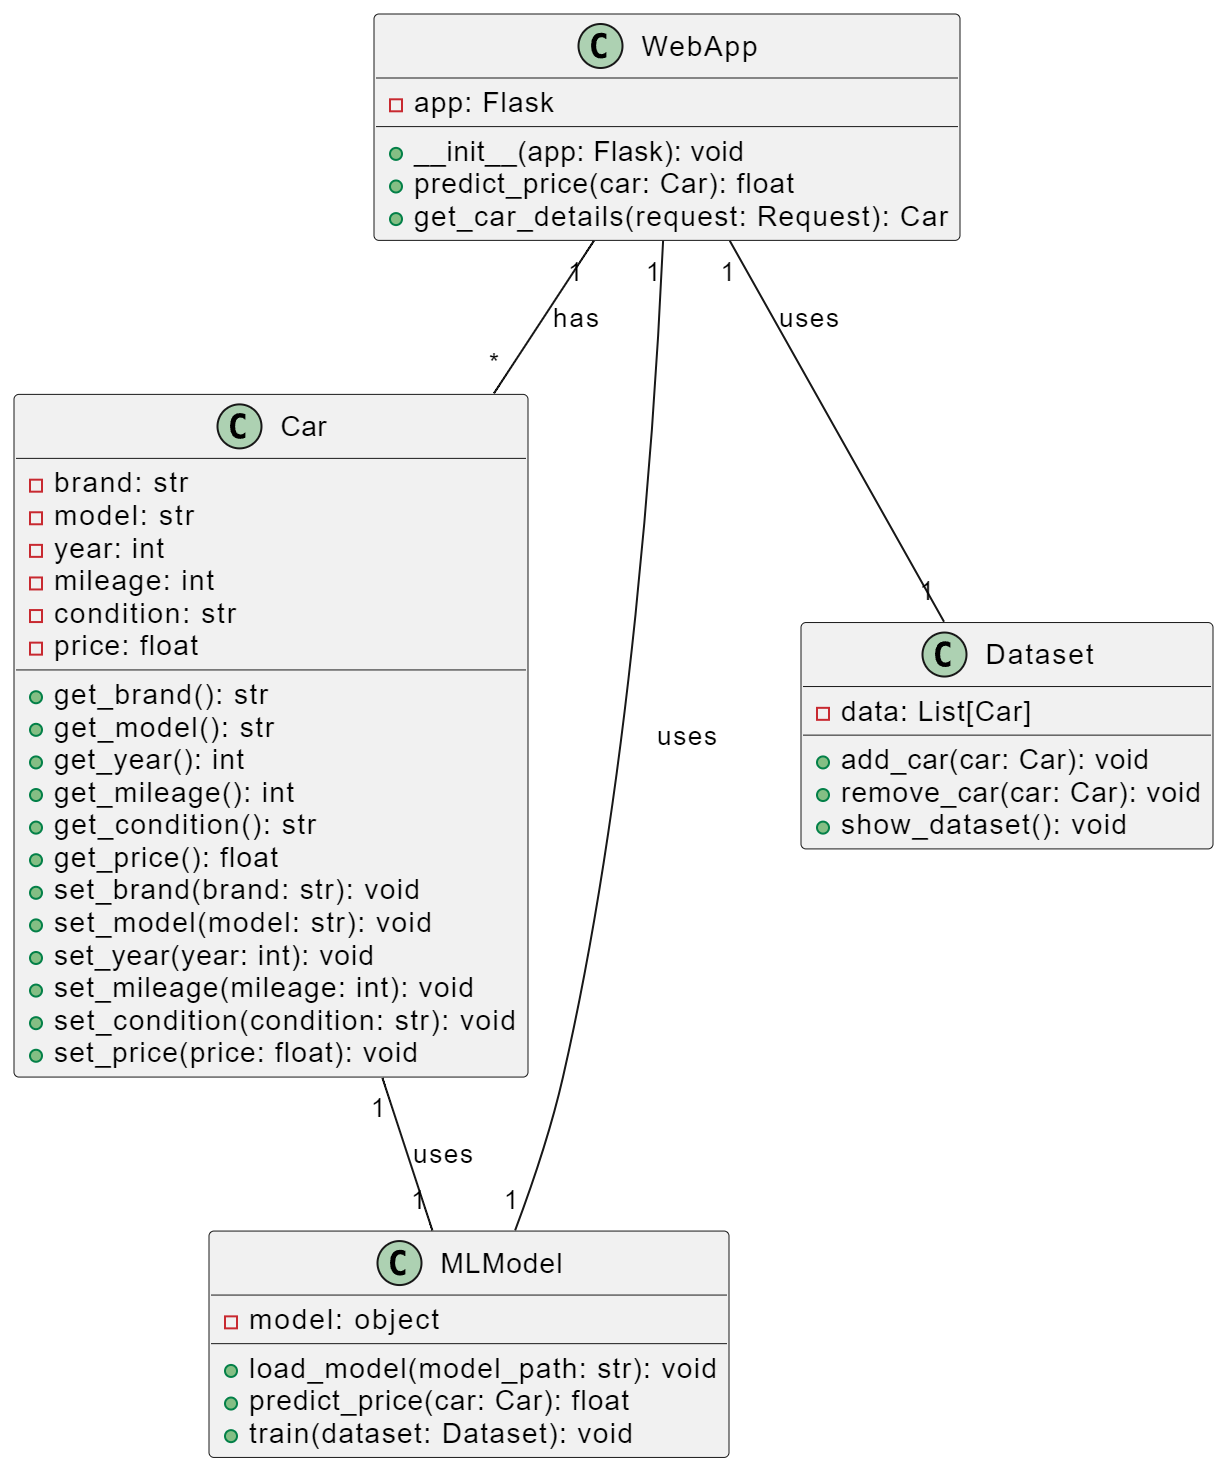 C WebApp
app: Flask
__init__(app: Flask): void
predict_price(car: Car): float
get_car_details(request: Request): Car
1
1
1
has
uses
*
C Car
brand: str
model: str
year: int
mileage: int
condition: str
price: float
get_brand(): str
get_model(): str
get_year(): int
get_mileage(): int
get_condition(): str
get_price(): float
set_brand(brand: str): void
set_model(model: str): void
set_year(year: int): void
set_mileage(mileage: int): void
set_condition(condition: str): void
set_price(price: float): void
uses
1
C Dataset
data: List[Car]
add_car(car: Car): void
remove_car(car: Car): void
show_dataset(): void
1
uses
1
1
C MLModel
model: object
load_model(model_path: str): void
predict_price(car: Car): float
train(dataset: Dataset): void